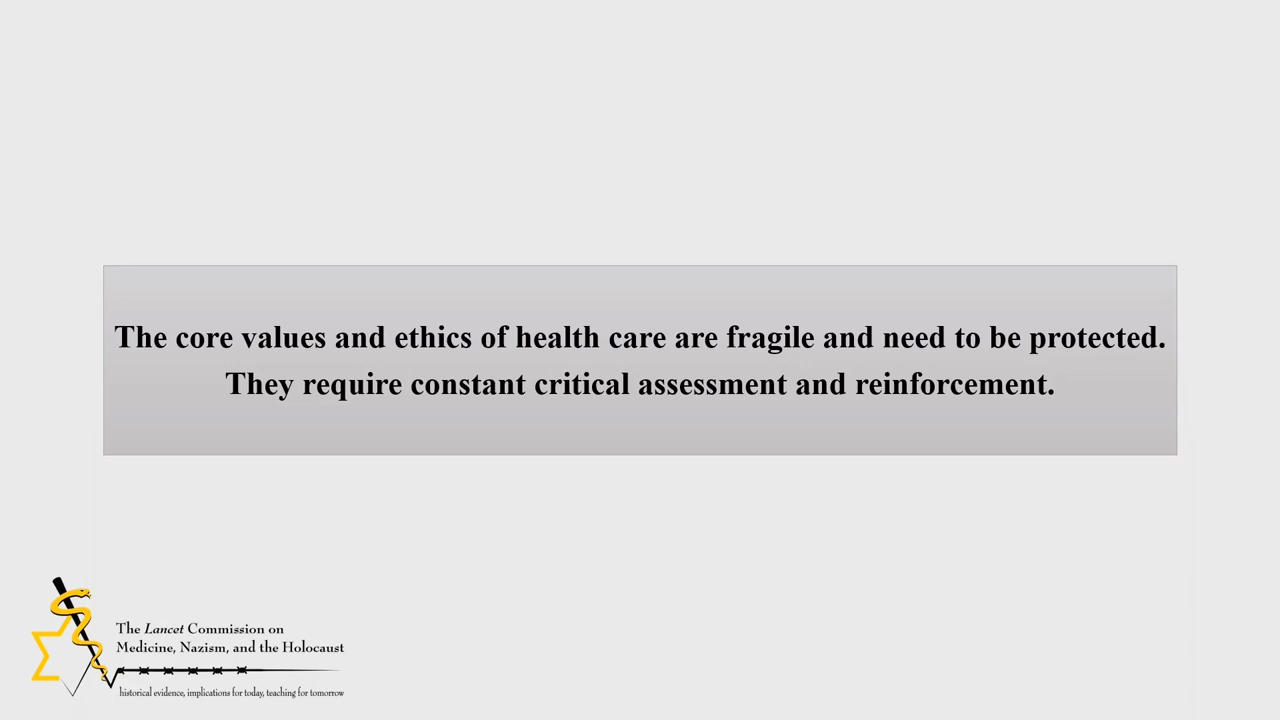 The core values and ethics of health care are fragile and need to be protected.
They require constant critical assessment and reinforcement.
The Lancet Commission on
Medicine, Nazism, and the Holocaust
historical evidence, implications for today, teaching for tomorrow